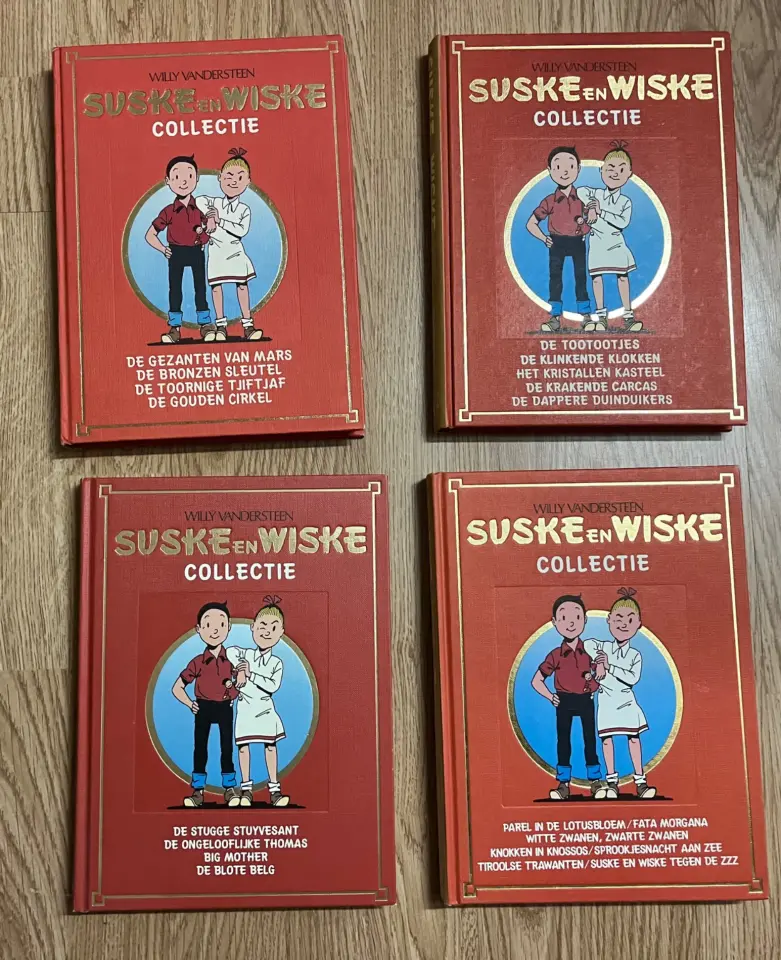 WILLY VANDERSTEEN
SUSKE EN WISKE
COLLECTIE
DE GEZANTEN VAN MARS
DE BRONZEN SLEUTEL
DE TOORNIGE TJIFTJAF
DE GOUDEN CIRKEL
WILLY VANDERSTEEN
SUSKE EN WISKE
COLLECTIE
DE TOOTOOTJES
DE KLINKENDE KLOKKEN
HET KRISTALLEN KASTEEL
DE KRAKENDE CARCAS
DE DAPPERE DUINDUIKERS
WILLY VANDERSTEEN
SUSKE EN WISKE
COLLECTIE
DE STUGGE STUYVESANT
DE ONGELOOFLIJKE THOMAS
BIG MOTHER
DE BLOTE BELG
WILLY VANDERSTEEN
SUSKE EN WISKE
COLLECTIE
PAREL IN DE LOTUSBLOEM/FATA MORGANA
WITTE ZWANEN, ZWARTE ZWANEN
KNOKKEN IN KNOSSOS/SPROOKJESNACHT AAN ZEE
TIROOLSE TRAWANTEN/SUSKE EN WISKE TEGEN DE ZZZ